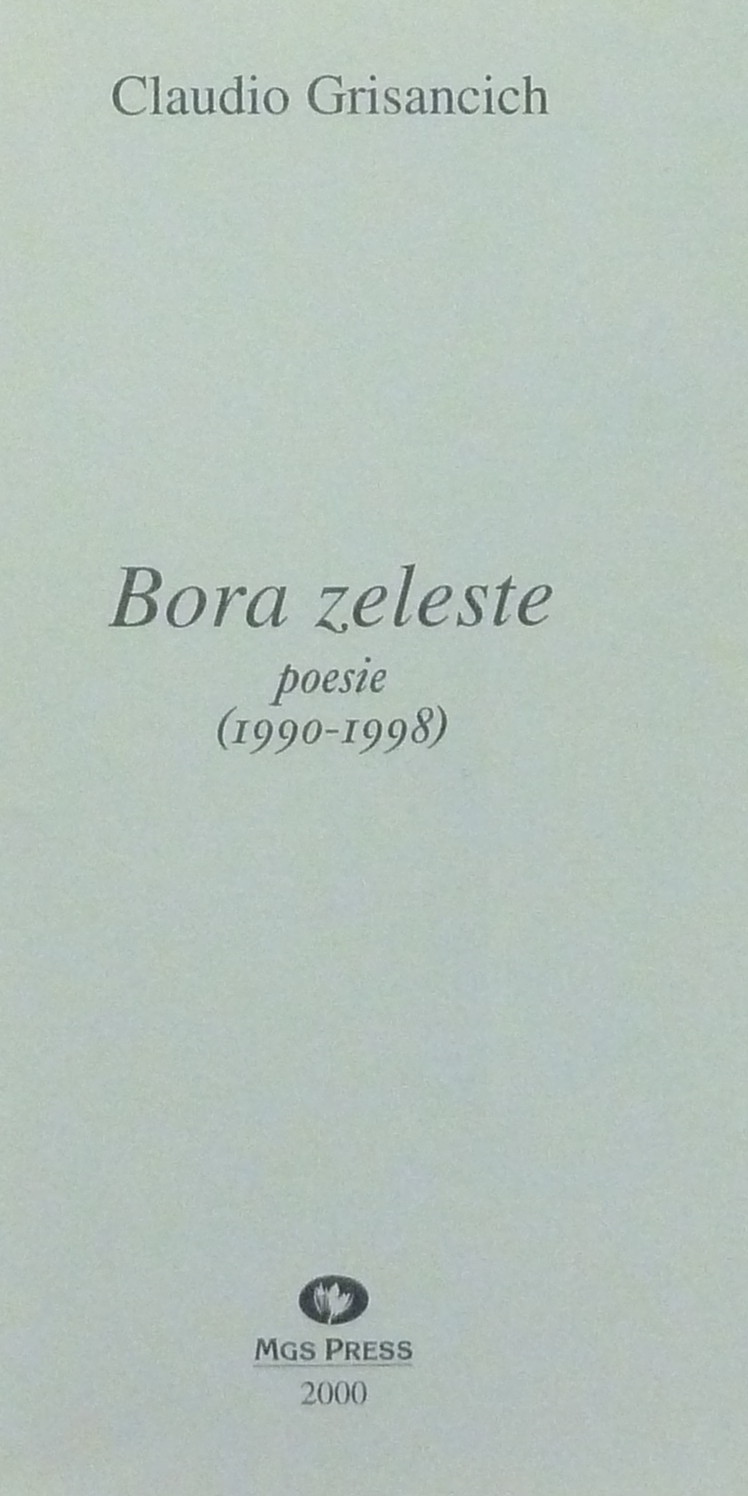 Claudio Grisancich
Bora zeleste
poesie
(1990-1998)
MGS PRESS
2000